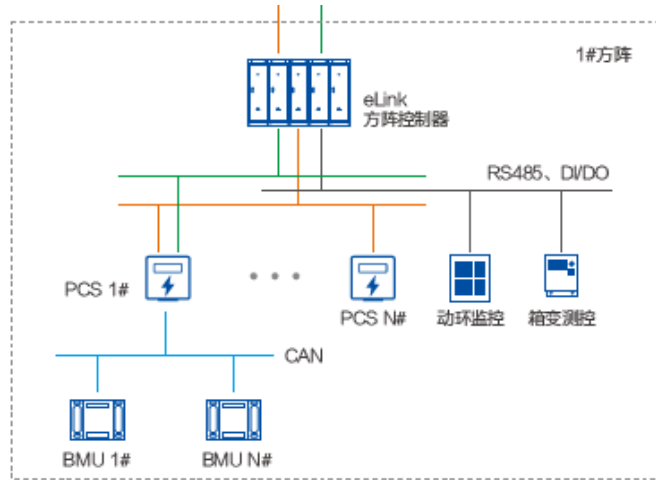 1#方阵
eLink
方阵控制器
RS485、DI/DO
PCS 1#
PCS N#
动环监控
箱变测控
CAN
BMU 1#
BMU N#